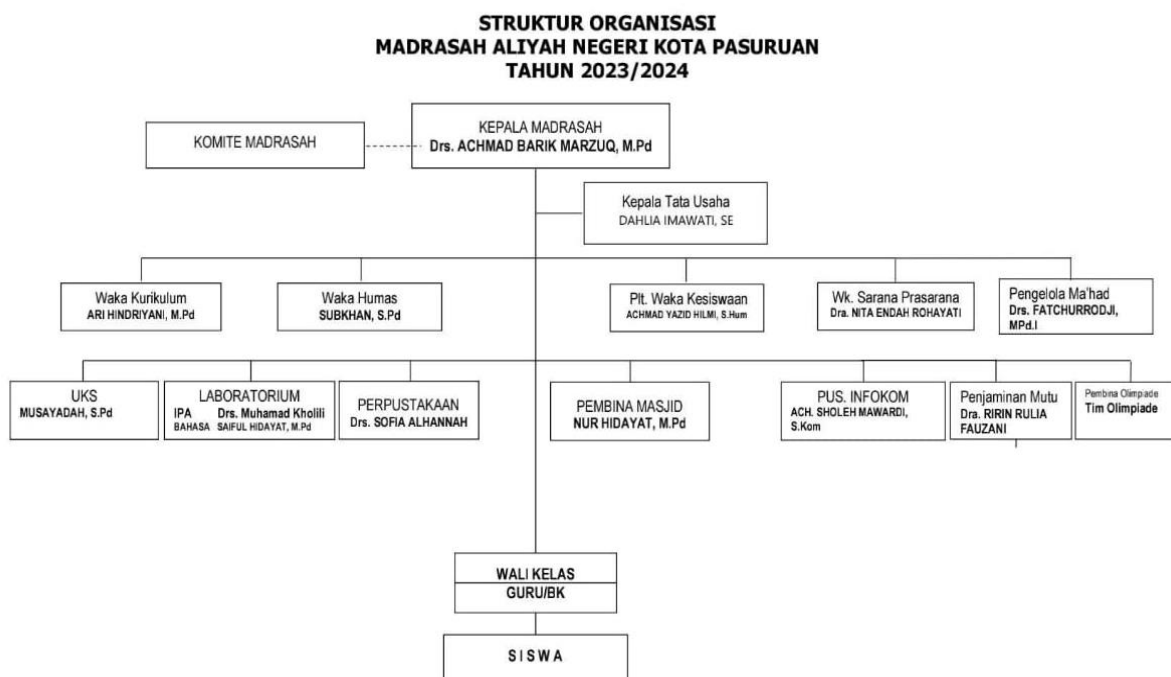 STRUKTUR ORGANISASI
MADRASAH ALIYAH NEGERI KOTA PASURUAN
TAHUN 2023/2024
KOMITE MADRASAH
KEPALA MADRASAH
Drs. ACHMAD BARIK MARZUQ, M.Pd
Kepala Tata Usaha
DAHLIA IMAWATI, SE
Waka Kurikulum
ARI HINDRIYANI, M.Pd
Waka Humas
SUBKHAN, S.Pd
Plt. Waka Kesiswaan
ACHMAD YAZID HILMI, S.Hum
Wk. Sarana Prasarana
Dra. NITA ENDAH ROHAYATI
Pengelola Ma'had
Drs. FATCHURRODJI,
MPd.I
UKS
MUSAYADAH, S.Pd
LABORATORIUM
IPA Drs. Muhamad Kholili
BAHASA SAIFUL HIDAYAT, M.Pd
PERPUSTAKAAN
Drs. SOFIA ALHANNAH
PEMBINA MASJID
NUR HIDAYAT, M.Pd
PUS. INFOKOM
ACH. SHOLEH MAWARDI,
S.Kom
Penjaminan Mutu
Dra. RIRIN RULIA
FAUZANI
Pembina Olimpiade
Tim Olimpiade
WALI KELAS
GURU/BK
S I S W A